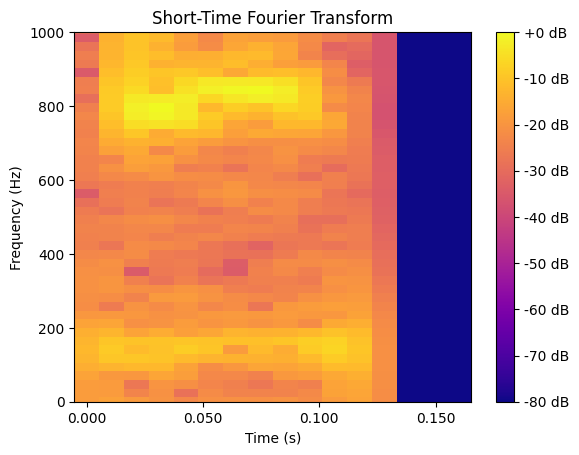 Short-Time Fourier Transform
1000
800
600
400
200
0
Frequency (Hz)
0.000
0.050
0.100
0.150
Time (s)
+0 dB
-10 dB
-20 dB
-30 dB
-40 dB
-50 dB
-60 dB
-70 dB
-80 dB